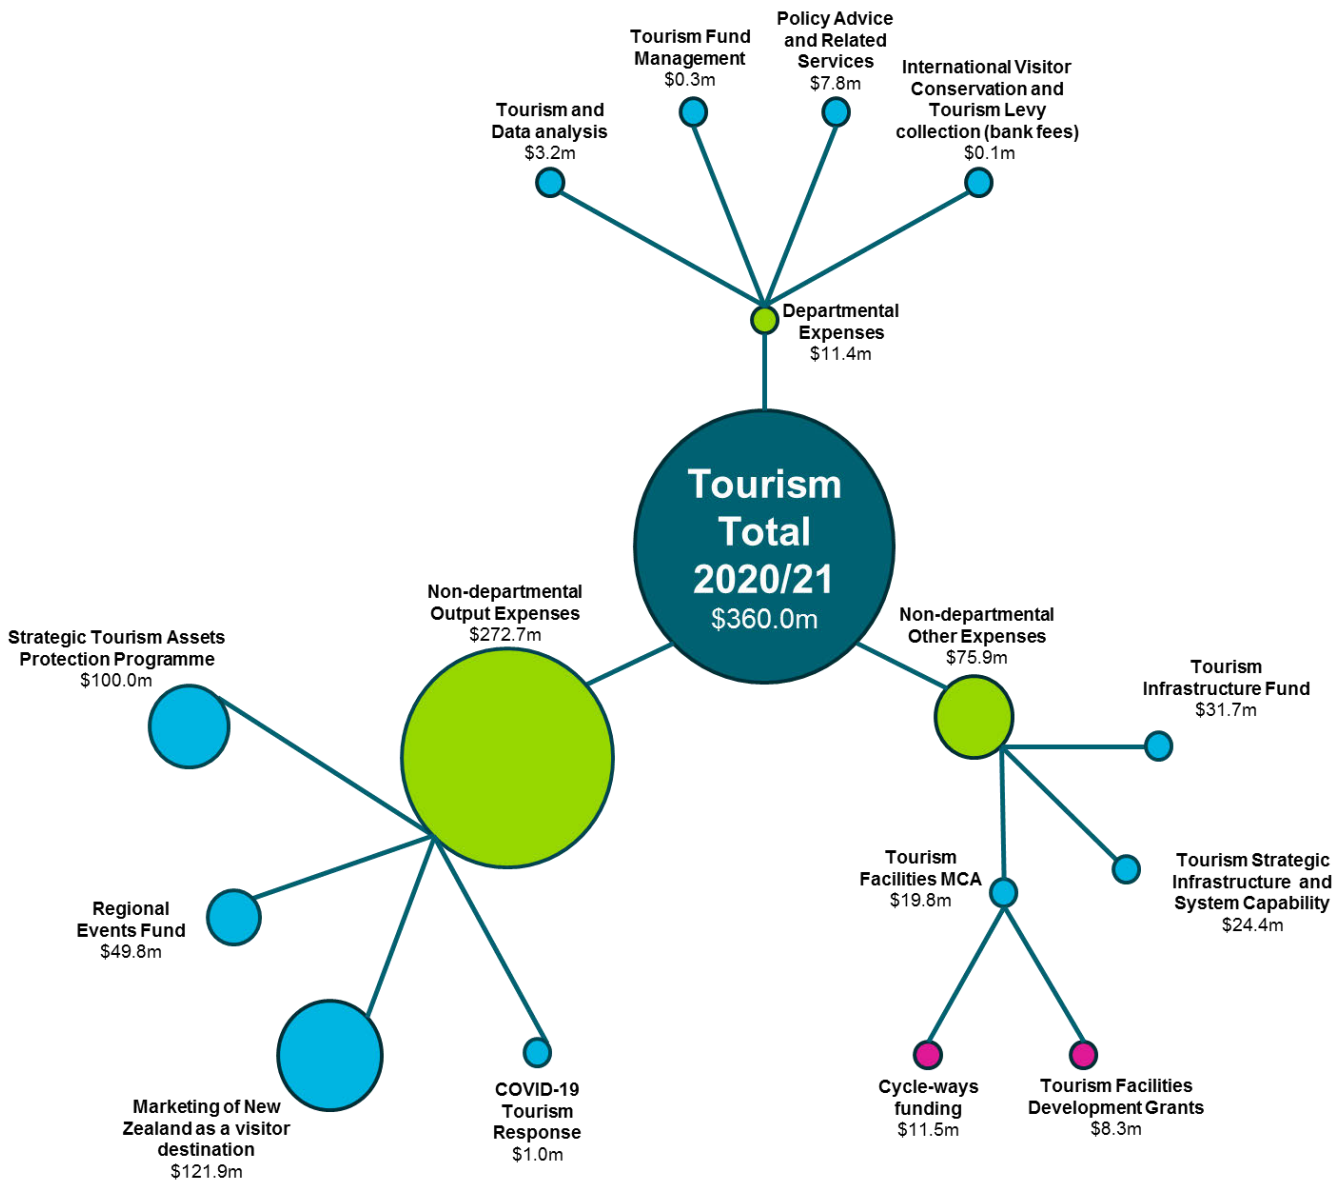 Policy Advice
and Related
Services
$7.8m
Tourism Fund
Management
$0.3m
International Visitor
Conservation and
Tourism Levy
collection (bank fees)
$0.1m
Tourism and
Data analysis
$3.2m
Departmental
Expenses
$11.4m
Tourism
Total
2020/21
$360.0m
Non-departmental
Output Expenses
$272.7m
Non-departmental
Other Expenses
$75.9m
Strategic Tourism Assets
Protection Programme
$100.0m
Tourism
Infrastructure Fund
$31.7m
Regional
Events Fund
$49.8m
Tourism
Facilities MCA
$19.8m
Tourism Strategic
Infrastructure and
System Capability
$24.4m
Marketing of New
Zealand as a visitor
destination
$121.9m
COVID-19
Tourism
Response
$1.0m
Cycle-ways
funding
$11.5m
Tourism Facilities
Development Grants
$8.3m